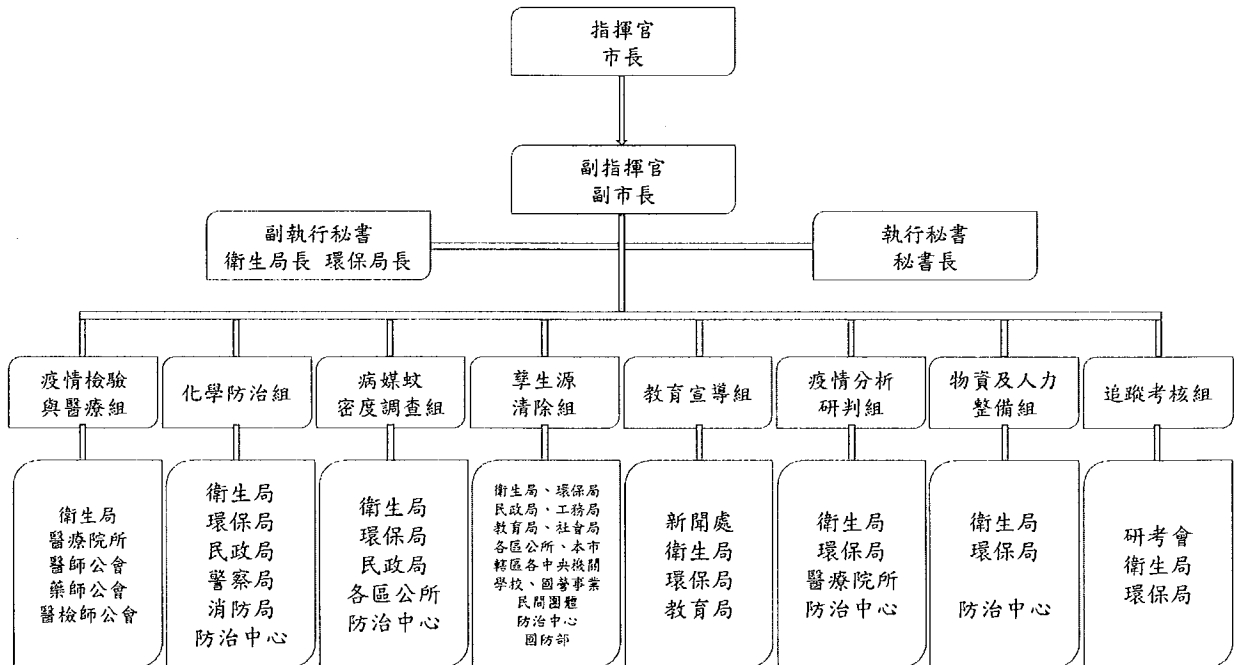 指揮官
市長
副指揮官
副市長
副執行秘書
衛生局長 環保局長
執行秘書
秘書長
疫情檢驗
與醫療組
化學防治組
病媒蚊
密度調查組
孳生源
清除組
教育宣導組
疫情分析
研判組
物資及人力
整備組
追蹤考核組
衛生局
醫療院所
醫師公會
藥師公會
醫檢師公會
衛生局
環保局
民政局
警察局
消防局
防治中心
衛生局
環保局
民政局
各區公所
防治中心
衛生局、環保局
民政局、工務局
教育局、社會局
各區公所、本市
轄區各中央機關
學校、國營事業
民間團體
防治中心
國防部
新聞處
衛生局
環保局
教育局
衛生局
環保局
醫療院所
防治中心
衛生局
環保局
防治中心
研考會
衛生局
環保局